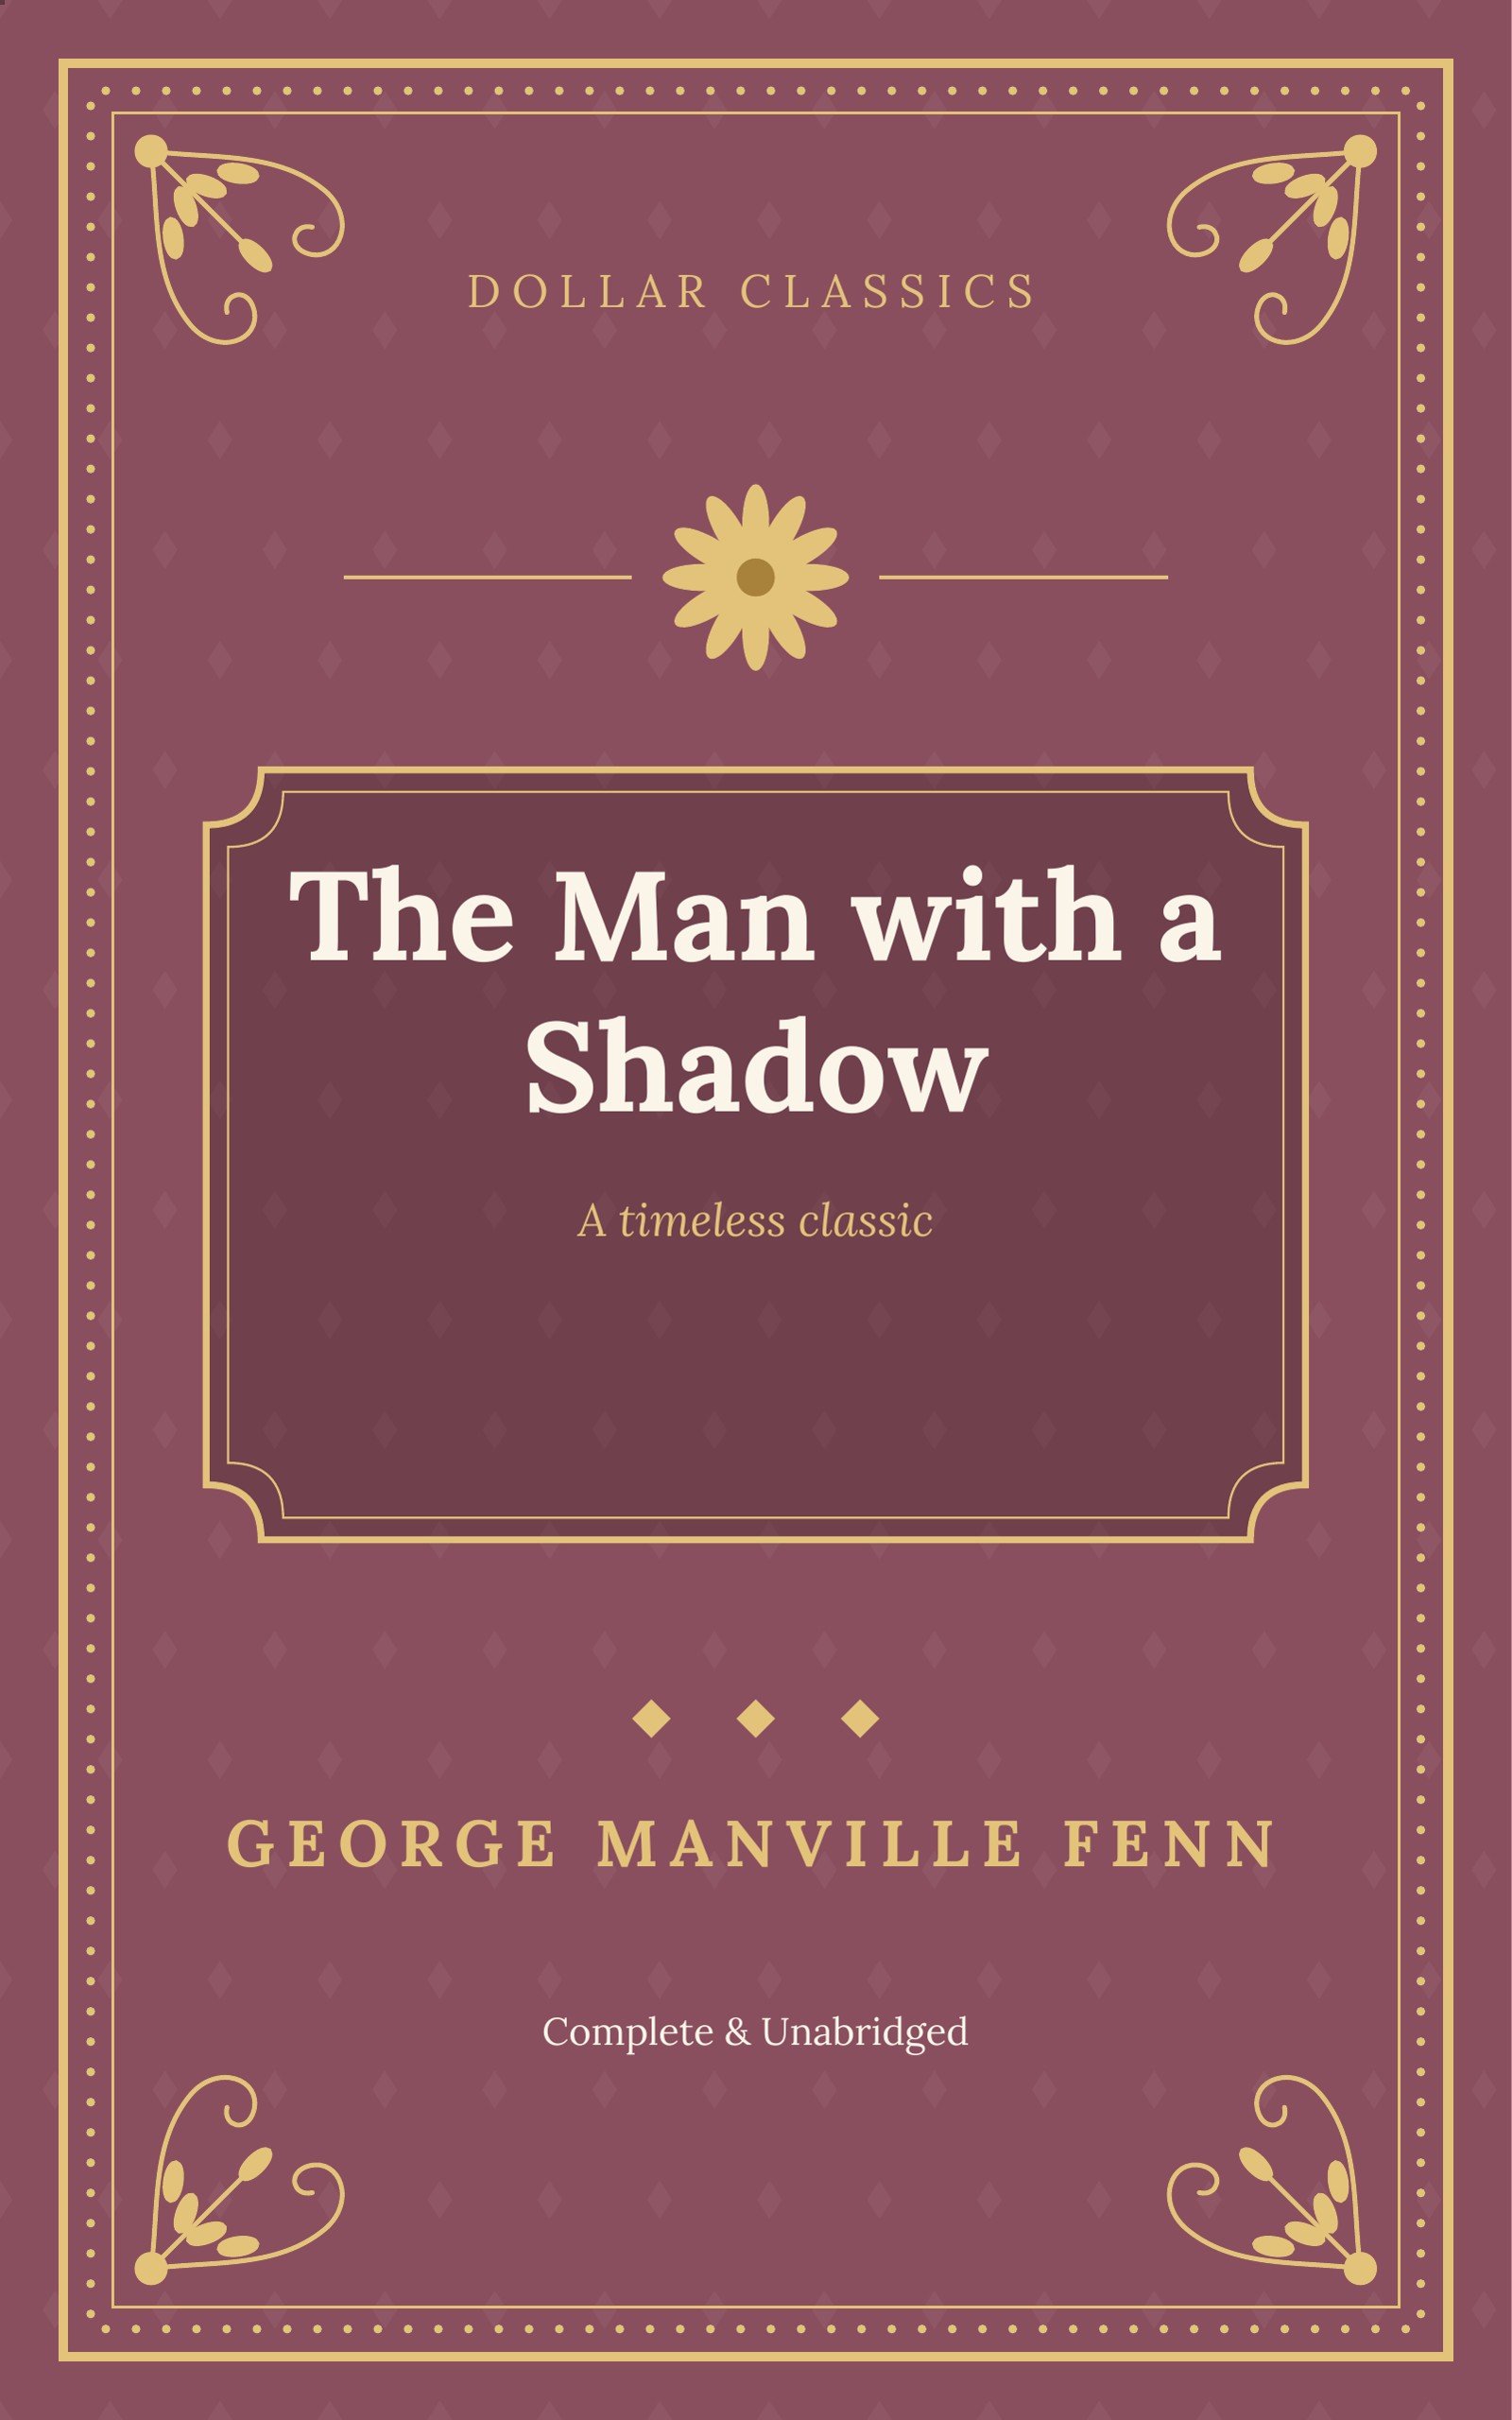 DOLLAR CLASSICS
The Man with a
Shadow
A timeless classic
GEORGE MANVILLE FENN
Complete & Unabridged